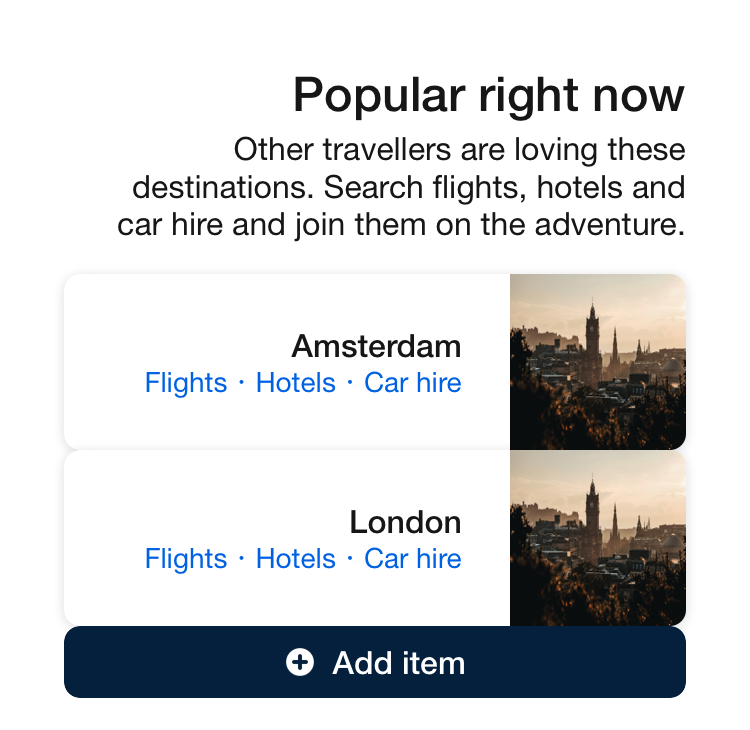 Popular right now
Other travellers are loving these
destinations. Search flights, hotels and
car hire and join them on the adventure.
Amsterdam
Flights · Hotels · Car hire
London
Flights · Hotels · Car hire
Add item